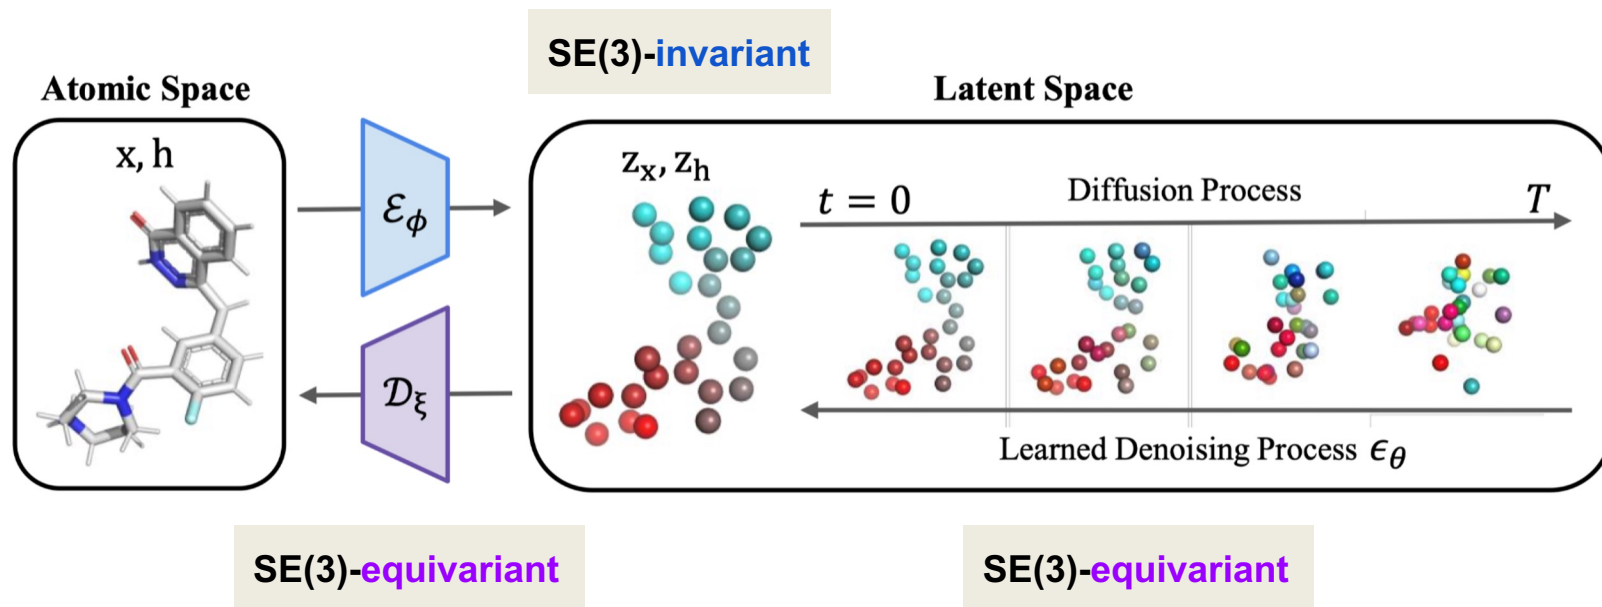 SE(3)-invariant
Atomic Space
Latent Space
x, h
ℰ_ϕ
z_x, z_h
t = 0
Diffusion Process
T
𝒟_ξ
Learned Denoising Process ϵ_θ
SE(3)-equivariant
SE(3)-equivariant